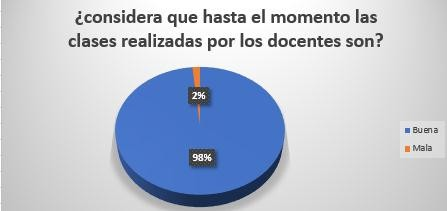 ¿considera que hasta el momento las
clases realizadas por los docentes son?
2%
98%
Buena
Mala